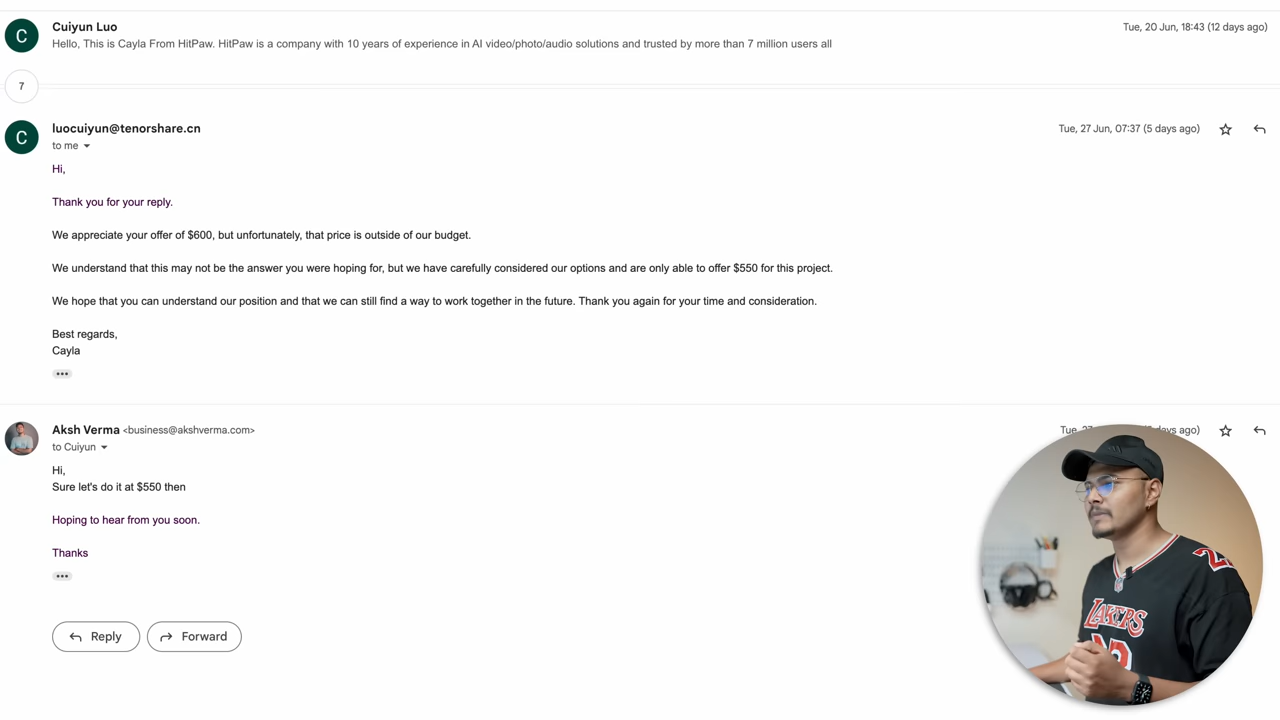 C
Cuiyun Luo
Tue, 20 Jun, 18:43 (12 days ago)
Hello, This is Cayla From HitPaw. HitPaw is a company with 10 years of experience in AI video/photo/audio solutions and trusted by more than 7 million users all
7
C
luocuiyun@tenorshare.cn
Tue, 27 Jun, 07:37 (5 days ago)
to me
Hi,
Thank you for your reply.
We appreciate your offer of $600, but unfortunately, that price is outside of our budget.
We understand that this may not be the answer you were hoping for, but we have carefully considered our options and are only able to offer $550 for this project.
We hope that you can understand our position and that we can still find a way to work together in the future. Thank you again for your time and consideration.
Best regards,
Cayla
Aksh Verma <business@akshverma.com>
Tue, ago)
to Cuiyun
Hi,
Sure let's do it at $550 then
Hoping to hear from you soon.
Thanks
Reply
Forward
LAKERS